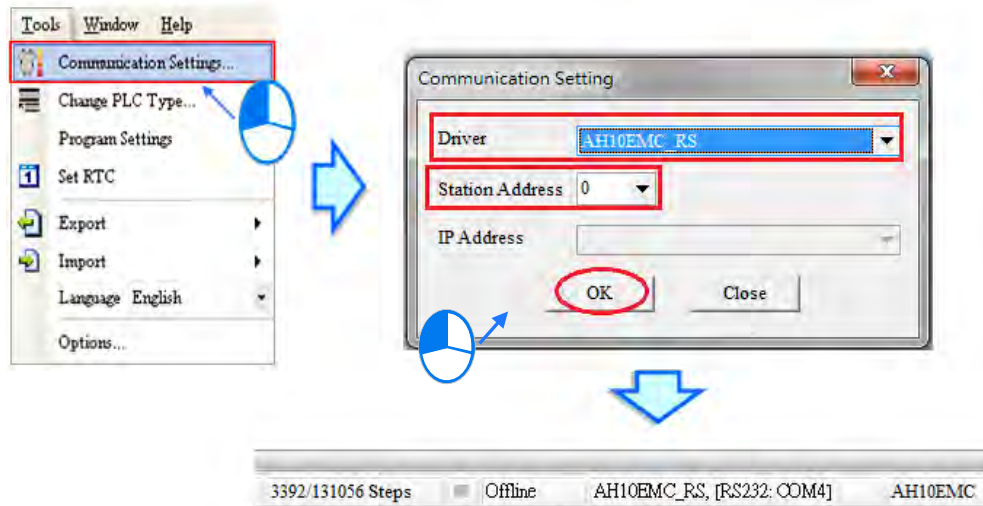 Tools Window Help
Communication Settings...
Change PLC Type...
Program Settings
1 Set RTC
Export
Import
Language English
Options...
Communication Setting
Driver AH10EMC_RS
Station Address 0
IP Address
OK Close
3392/131056 Steps Offline AH10EMC_RS, [RS232: COM4] AH10EMC